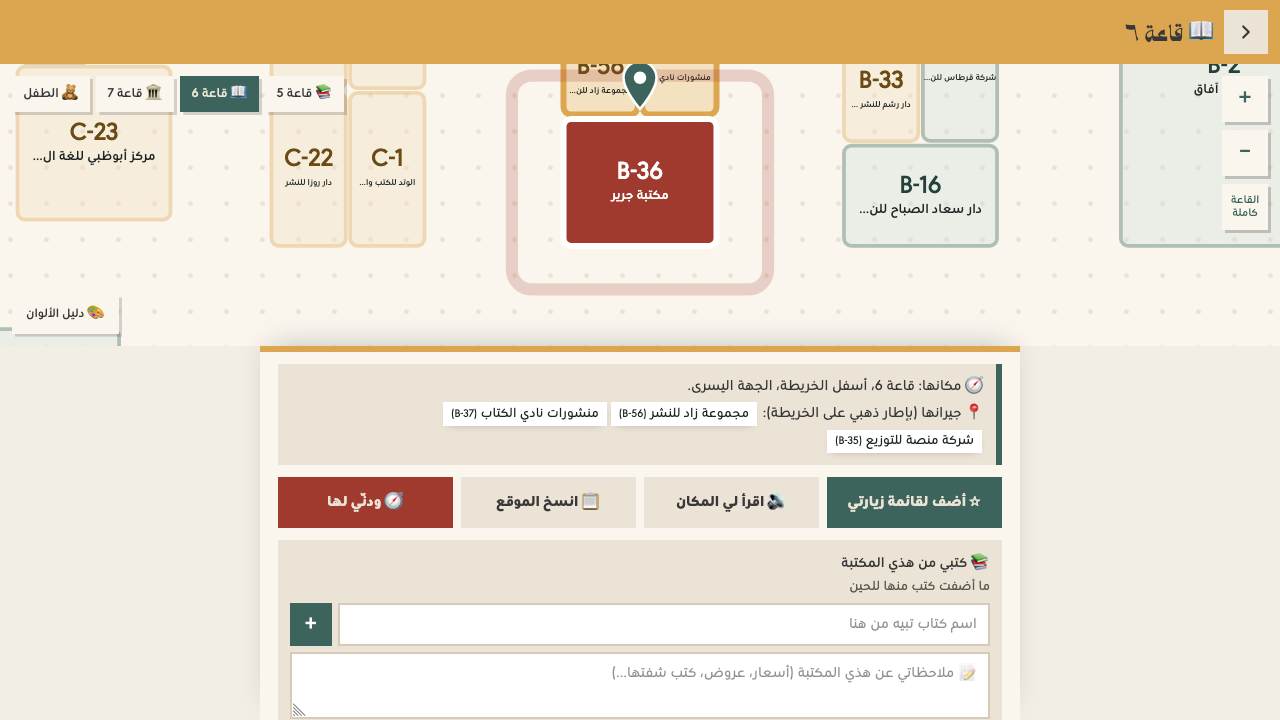 📖 قاعة ٦
📚 قاعة 5
📖 قاعة 6
🏛️ قاعة 7
🧸 الطفل
+
−
القاعة
كاملة
B-2
آفاق
شركة قرطاس للن...
B-33
دار رشم للنشر ...
B-16
دار سعاد الصباح للن...
منشورات نادي
B-56
مجموعة زاد للن...
B-36
مكتبة جرير
C-1
الوتد للكتب وا...
C-22
دار روزا للنشر
C-23
مركز أبوظبي للغة ال...
🎨 دليل الألوان
🧭 مكانها: قاعة 6، أسفل الخريطة، الجهة اليسرى.
📍 جيرانها (بإطار ذهبي على الخريطة): مجموعة زاد للنشر (B-56) منشورات نادي الكتاب (B-37)
شركة منصة للتوزيع (B-35)
☆ أضف لقائمة زيارتي
🔊 اقرأ لي المكان
📋 انسخ الموقع
🧭 ودنّي لها
📚 كتبي من هذي المكتبة
ما أضفت كتب منها للحين
اسم كتاب تبيه من هنا
+
📝 ملاحظاتي عن هذي المكتبة (أسعار، عروض، كتب شفتها...)